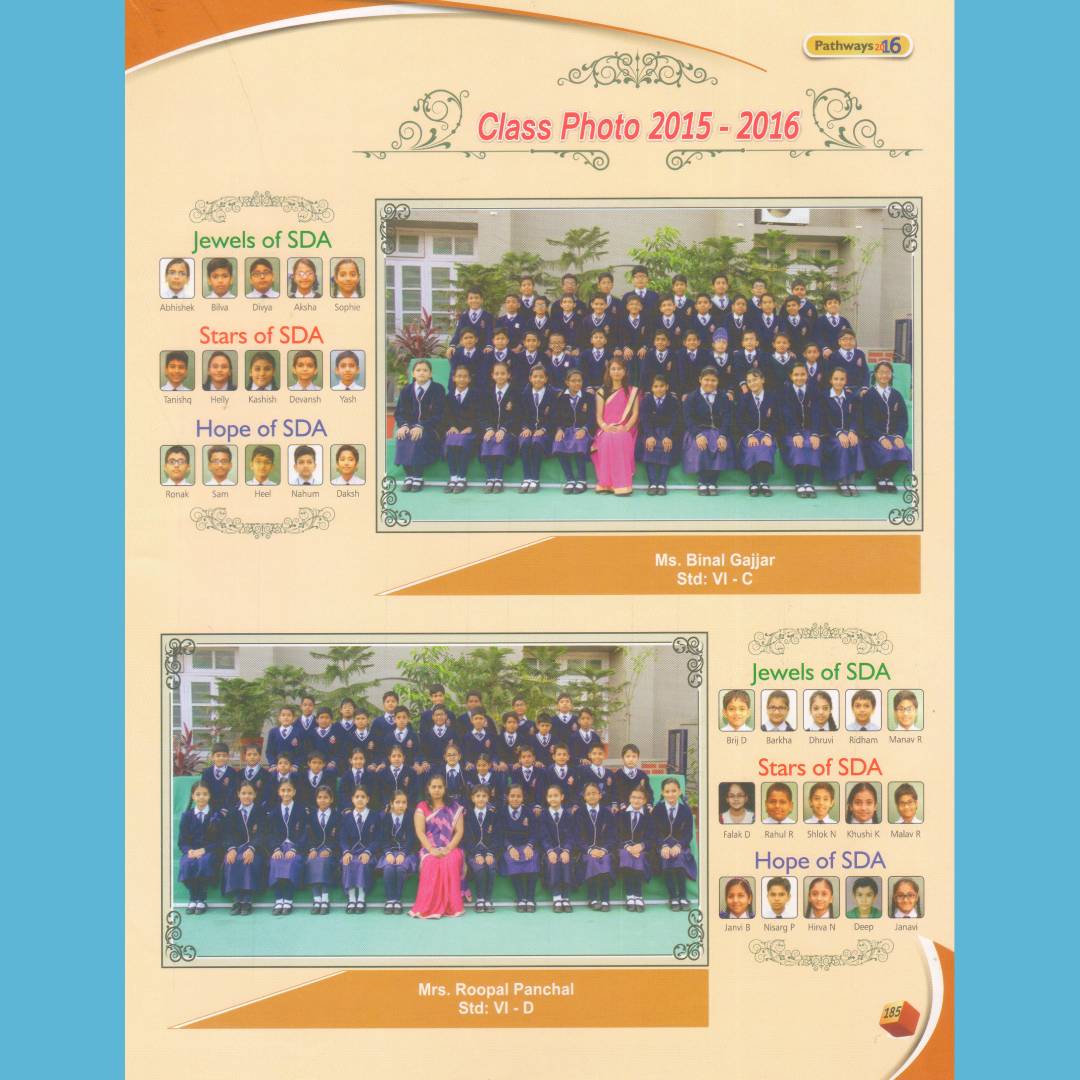 Pathways 2016
Class Photo 2015 - 2016
Jewels of SDA
Abhishek Bilva Divya Aksha Sophie
Stars of SDA
Tanishq Helly Kashish Devansh Yash
Hope of SDA
Ronak Sam Heel Nahum Daksh
Ms. Binal Gajjar
Std: VI - C
Jewels of SDA
Brij D Barkha Dhruvi Ridham Manav R
Stars of SDA
Falak D Rahul R Shlok N Khushi K Malav R
Hope of SDA
Janvi B Nisarg P Hirva N Deep Janavi
Mrs. Roopal Panchal
Std: VI - D
185